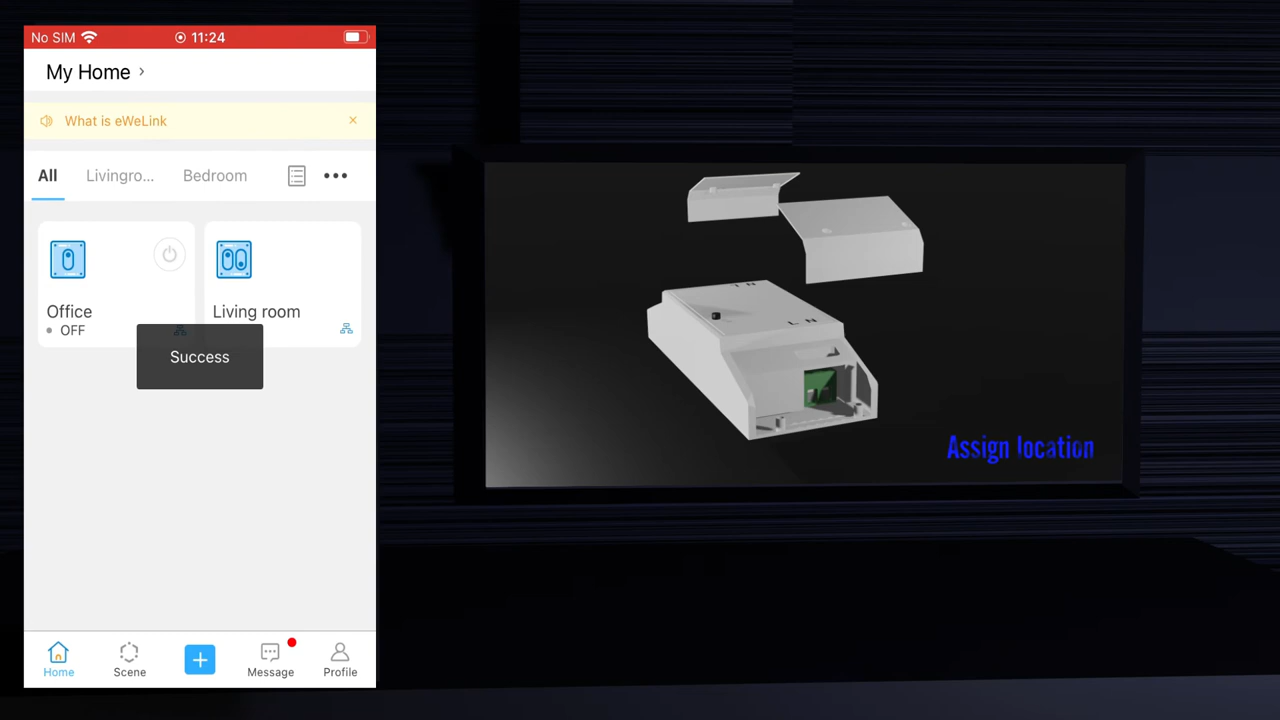 No SIM
11:24
My Home
What is eWeLink
All
Livingro...
Bedroom
Office
OFF
Living room
Success
Home
Scene
Message
Profile
L N
Assign location